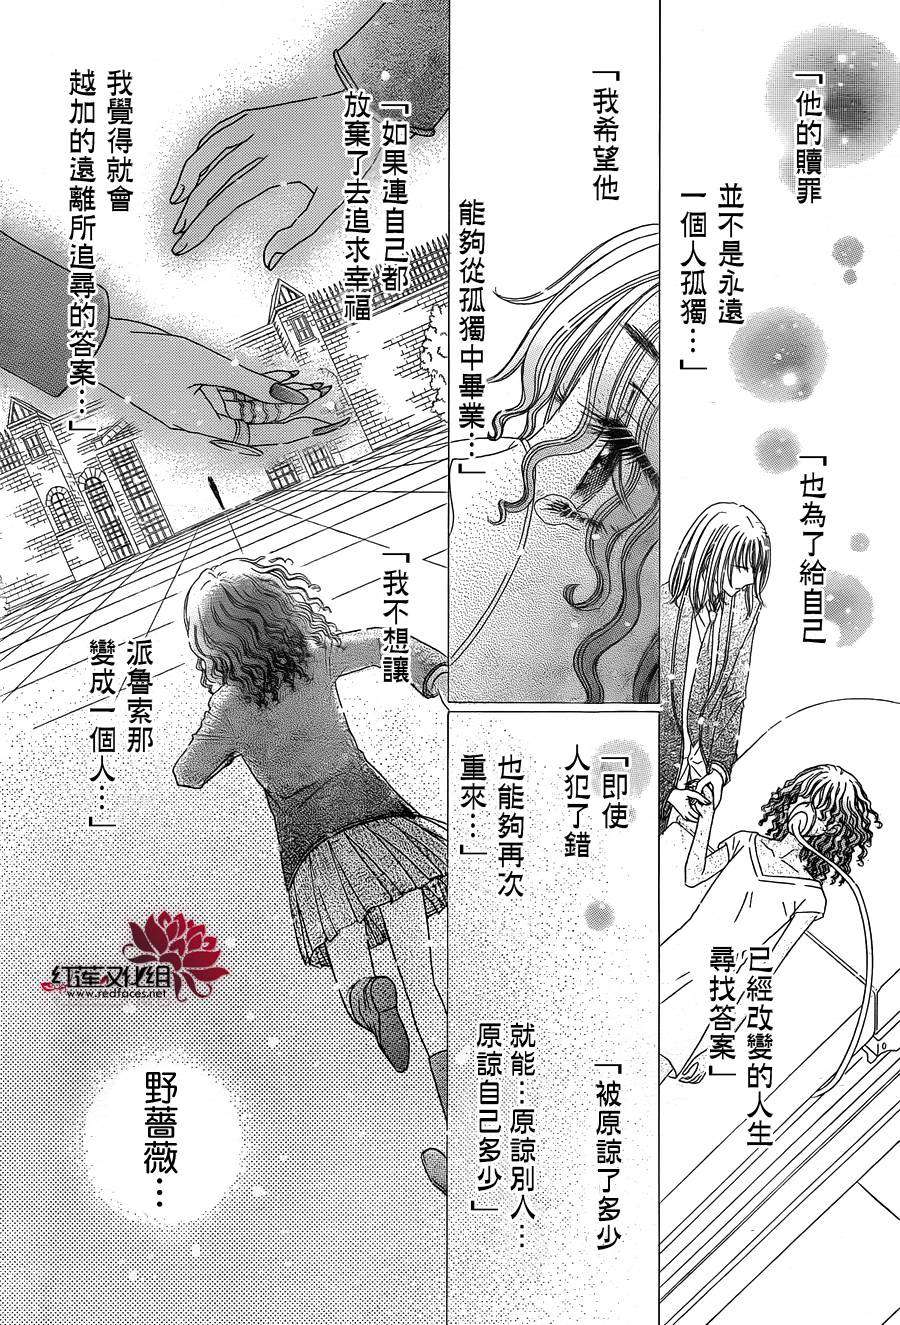 「他的贖罪
並不是永遠
一個人孤獨…」
「也為了給自己
已經改變的人生
尋找答案」
「我希望他
能夠從孤獨中畢業…」
「即使
人犯了錯
也能夠再次
重來…」
「被原諒了多少
就能…原諒別人…
原諒自己多少」
「如果連自己都
放棄了去追求幸福
我覺得就會
越加的遠離所追尋的答案…」
「我不想讓
派魯索那
變成一個人…」
野薔薇…
紅蓮文化組
www.redfaces.net